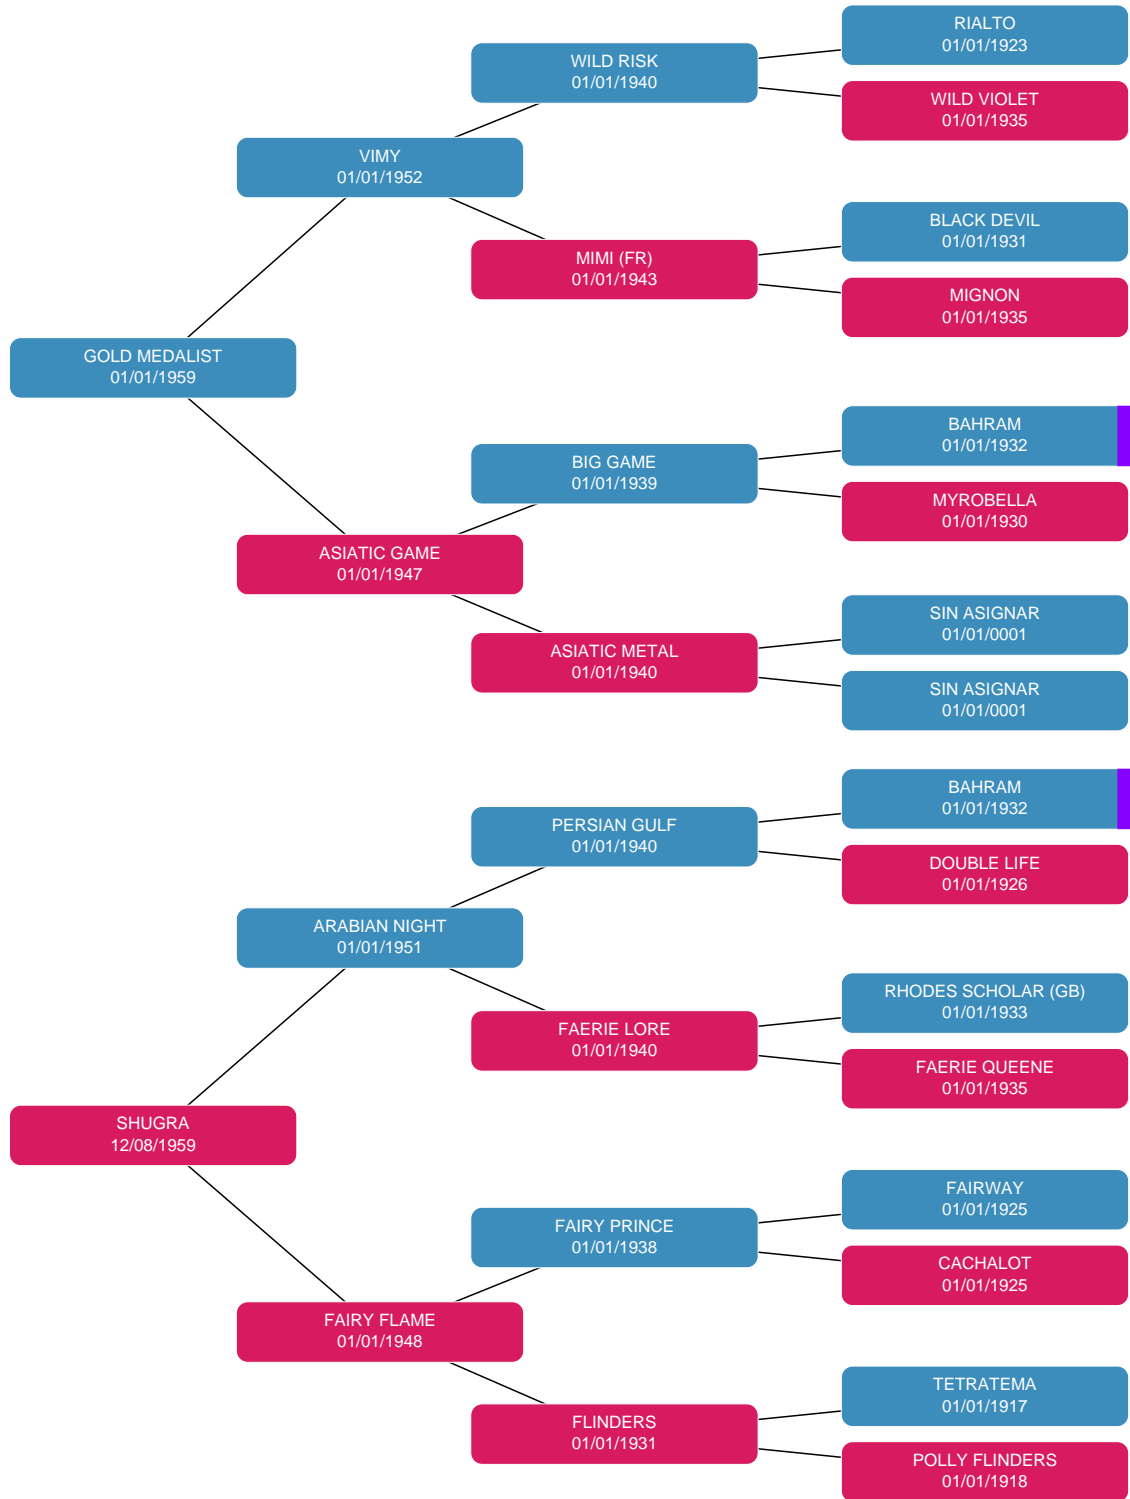 RIALTO
01/01/1923
WILD RISK
01/01/1940
WILD VIOLET
01/01/1935
VIMY
01/01/1952
BLACK DEVIL
01/01/1931
MIMI (FR)
01/01/1943
MIGNON
01/01/1935
GOLD MEDALIST
01/01/1959
BAHRAM
01/01/1932
BIG GAME
01/01/1939
MYROBELLA
01/01/1930
ASIATIC GAME
01/01/1947
SIN ASIGNAR
01/01/0001
ASIATIC METAL
01/01/1940
SIN ASIGNAR
01/01/0001
BAHRAM
01/01/1932
PERSIAN GULF
01/01/1940
DOUBLE LIFE
01/01/1926
ARABIAN NIGHT
01/01/1951
RHODES SCHOLAR (GB)
01/01/1933
FAERIE LORE
01/01/1940
FAERIE QUEENE
01/01/1935
SHUGRA
12/08/1959
FAIRWAY
01/01/1925
FAIRY PRINCE
01/01/1938
CACHALOT
01/01/1925
FAIRY FLAME
01/01/1948
TETRATEMA
01/01/1917
FLINDERS
01/01/1931
POLLY FLINDERS
01/01/1918